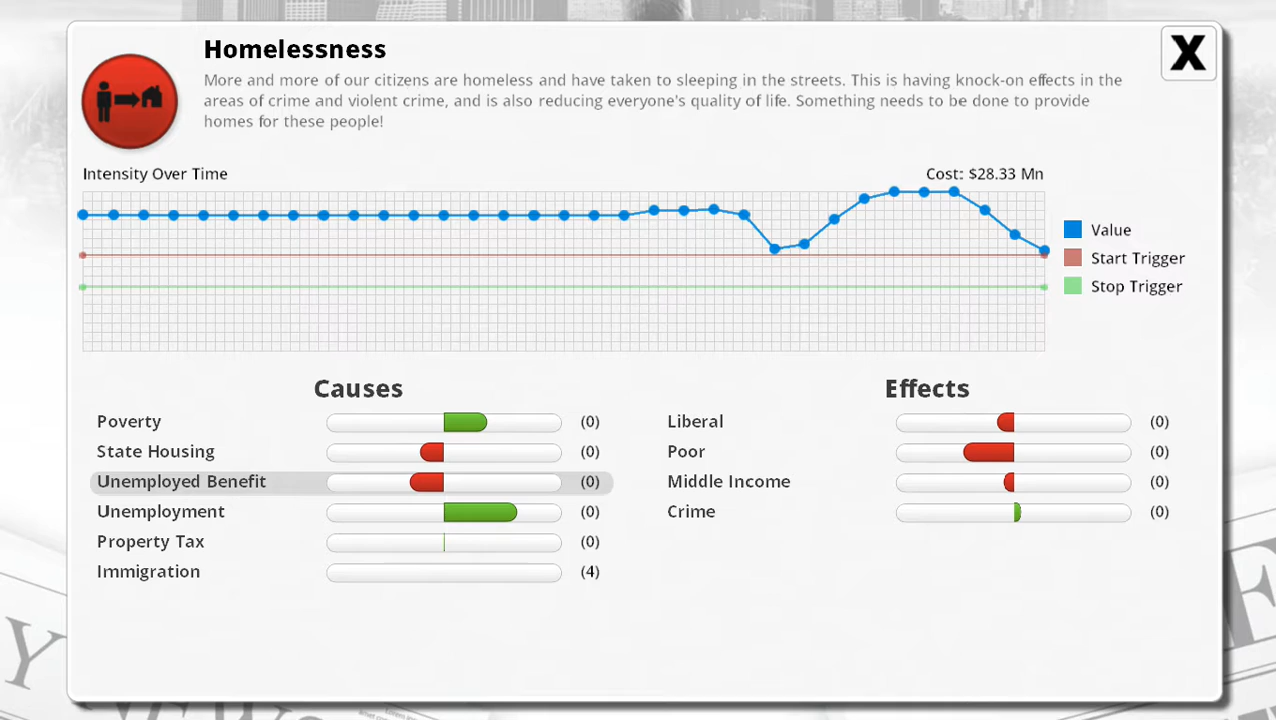 Homelessness
X
More and more of our citizens are homeless and have taken to sleeping in the streets. This is having knock-on effects in the
areas of crime and violent crime, and is also reducing everyone's quality of life. Something needs to be done to provide
homes for these people!
Intensity Over Time
Cost: $28.33 Mn
Value
Start Trigger
Stop Trigger
Causes
Poverty (0)
State Housing (0)
Unemployed Benefit (0)
Unemployment (0)
Property Tax (0)
Immigration (4)
Effects
Liberal (0)
Poor (0)
Middle Income (0)
Crime (0)